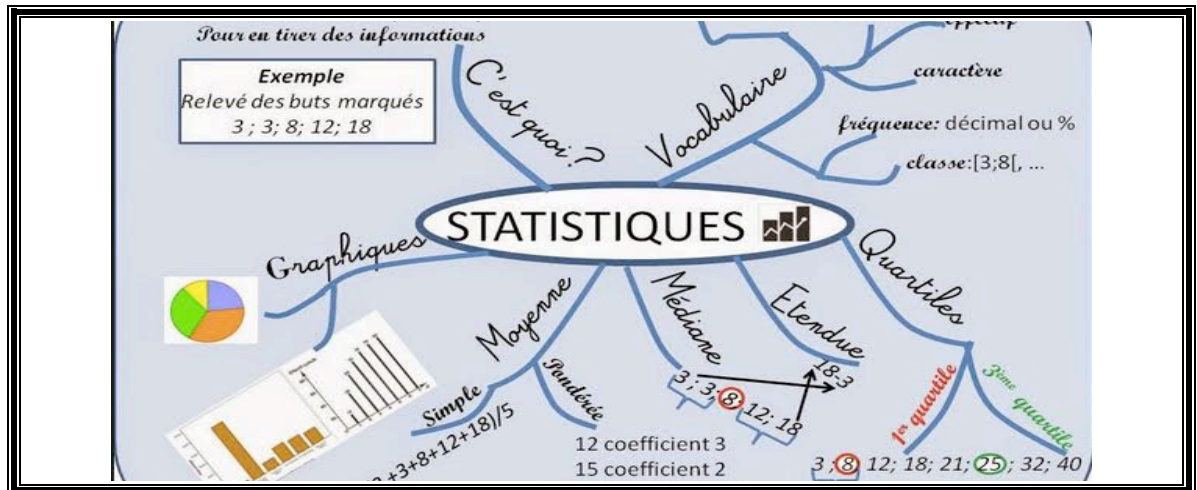 Pour en tirer des informations
Exemple
Relevé des buts marqués
3 ; 3; 8; 12; 18
C'est quoi ?
Vocabulaire
caractère
fréquence: décimal ou %
classe:[3;8[, ...
STATISTIQUES
Graphiques
Moyenne
Simple
+3+8+12+18)/5
Pondérée
12 coefficient 3
15 coefficient 2
Médiane
3 ; 3; 8; 12; 18
Etendue
18-3
Quartiles
1er quartile
3ème quartile
3 ; 8; 12; 18; 21; 25 ; 32; 40